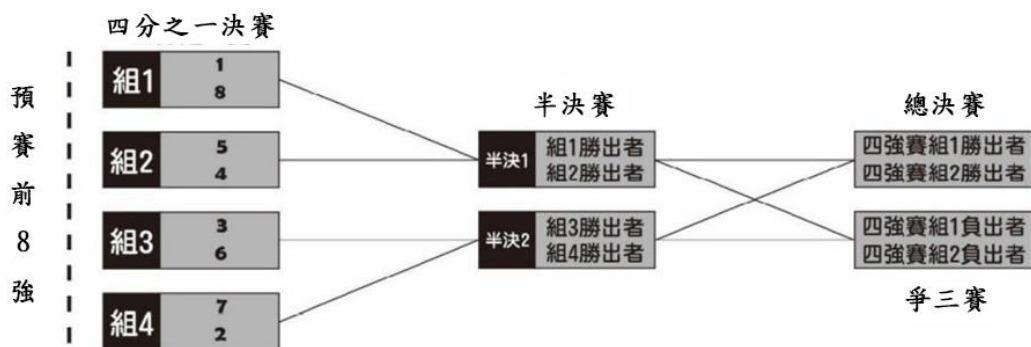 四分之一決賽
預賽前8強
組1
1
8
組2
5
4
組3
3
6
組4
7
2
半決賽
半決1
組1勝出者
組2勝出者
半決2
組3勝出者
組4勝出者
總決賽
四強賽組1勝出者
四強賽組2勝出者
四強賽組1負出者
四強賽組2負出者
爭三賽